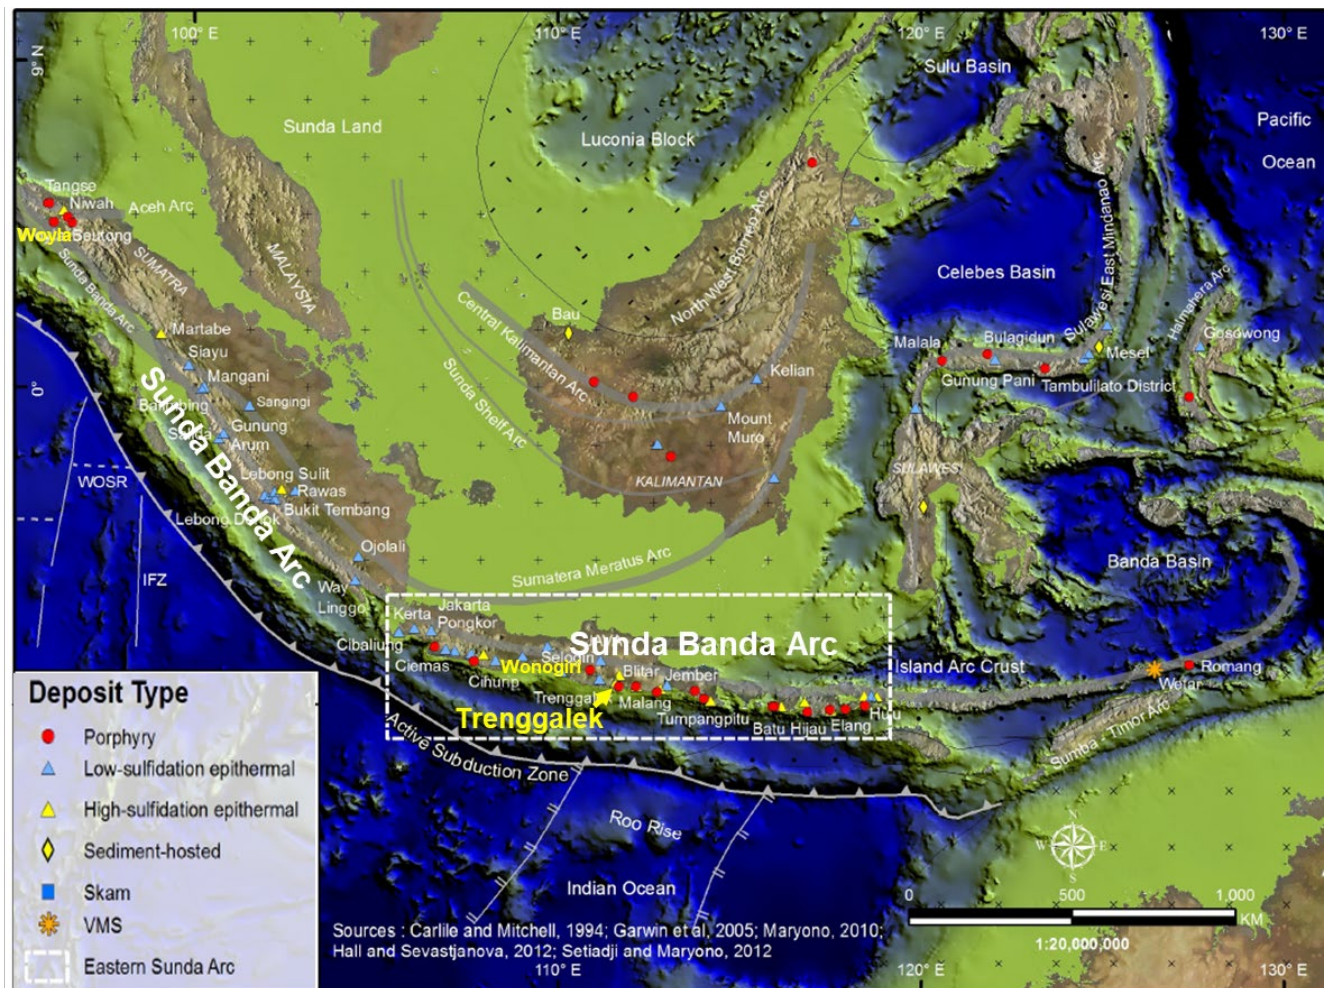 100° E
110° E
120° E
130° E
9° N
Sulu Basin
Sunda Land
Luconia Block
Pacific
Ocean
Tangse
Niwah
Aceh Arc
Woyla
Beutong
SUMATRA
MALAYSIA
Sunda Banda Arc
North West Borneo Arc
Sulawesi East Mindanao Arc
Celebes Basin
Halmahera Arc
Central Kalimantan Arc
Bau
Martabe
Malala
Bulagidun
Mesel
Gosowong
Siayu
Sunda Shelf Arc
Kelian
Gunung Pani
Tambulilato District
0°
Mangani
Sangingi
Mount
Muro
Gunung
Arum
Sunda Banda Arc
Lebong Sulit
Rawas
Bukit Tembang
KALIMANTAN
SULAWESI
WOSR
IFZ
Ojolali
Way
Linggo
Sumatera Meratus Arc
Banda Basin
Jakarta
Kerta
Pongkor
Cibaliung
Ciemas
Sunda Banda Arc
Selogiri
Wonogiri
Blitar
Jember
Island Arc Crust
Romang
Wetar
Malang
Trenggalek
Tumpangpitu
Batu Hijau
Elang
Huu
Sumba - Timor Arc
Active Subduction Zone
Roo Rise
Indian Ocean
Deposit Type
Porphyry
Low-sulfidation epithermal
High-sulfidation epithermal
Sediment-hosted
Skam
VMS
Eastern Sunda Arc
N
W
E
S
0
500
1,000
KM
1:20,000,000
Sources : Carlile and Mitchell, 1994; Garwin et al, 2005; Maryono, 2010;
Hall and Sevastjanova, 2012; Setiadji and Maryono, 2012
110° E
120° E
130° E